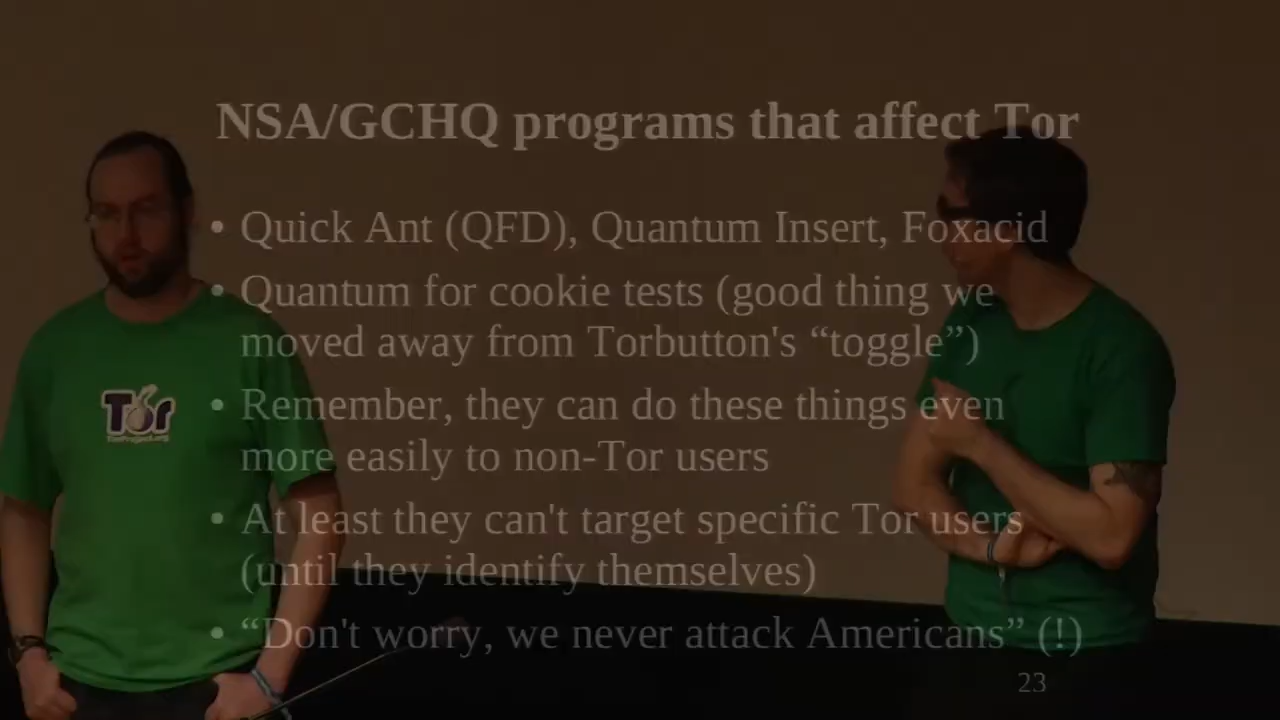 NSA/GCHQ programs that affect Tor
• Quick Ant (QFD), Quantum Insert, Foxacid
• Quantum for cookie tests (good thing we
moved away from Torbutton's “toggle”)
• Remember, they can do these things even
more easily to non-Tor users
• At least they can't target specific Tor users
(until they identify themselves)
• “Don't worry, we never attack Americans” (!)
23
Tor
TorProject.org